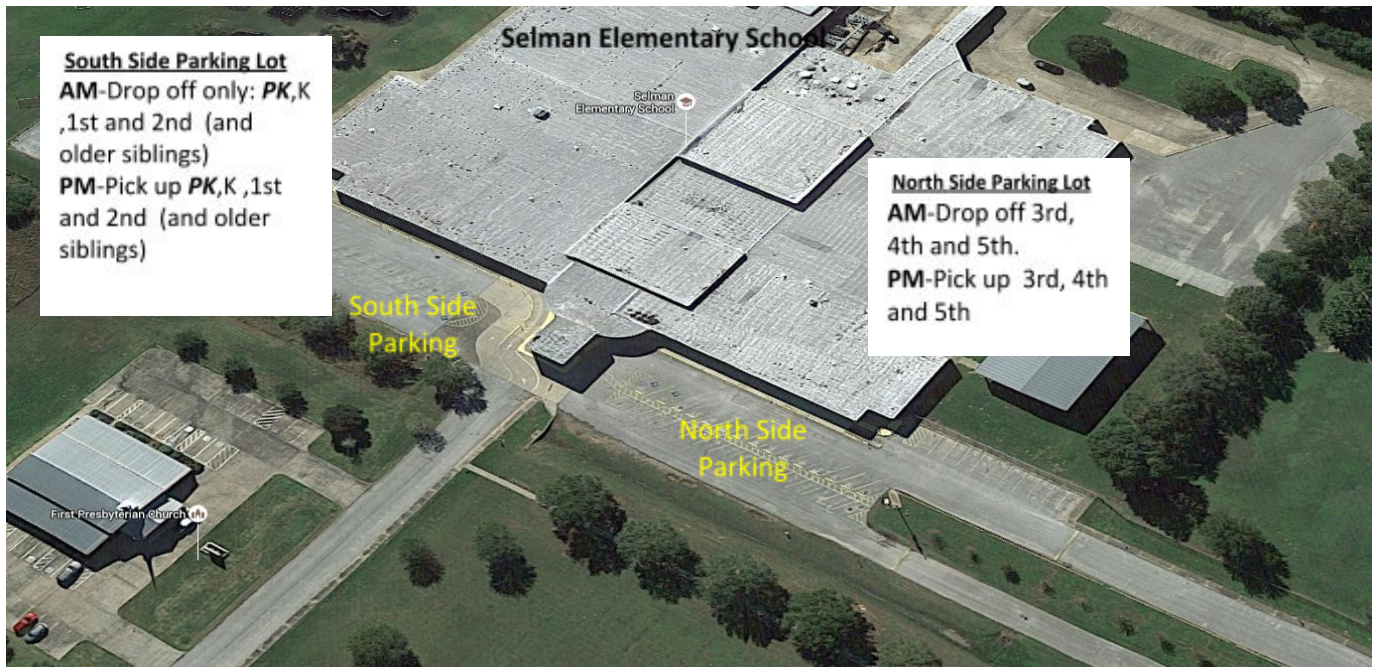 Selman Elementary School
South Side Parking Lot
AM-Drop off only: PK,K
,1st and 2nd (and
older siblings)
PM-Pick up PK,K ,1st
and 2nd (and older
siblings)
Selman
Elementary School
North Side Parking Lot
AM-Drop off 3rd,
4th and 5th.
PM-Pick up 3rd, 4th
and 5th
South Side
Parking
North Side
Parking
First Presbyterian Church